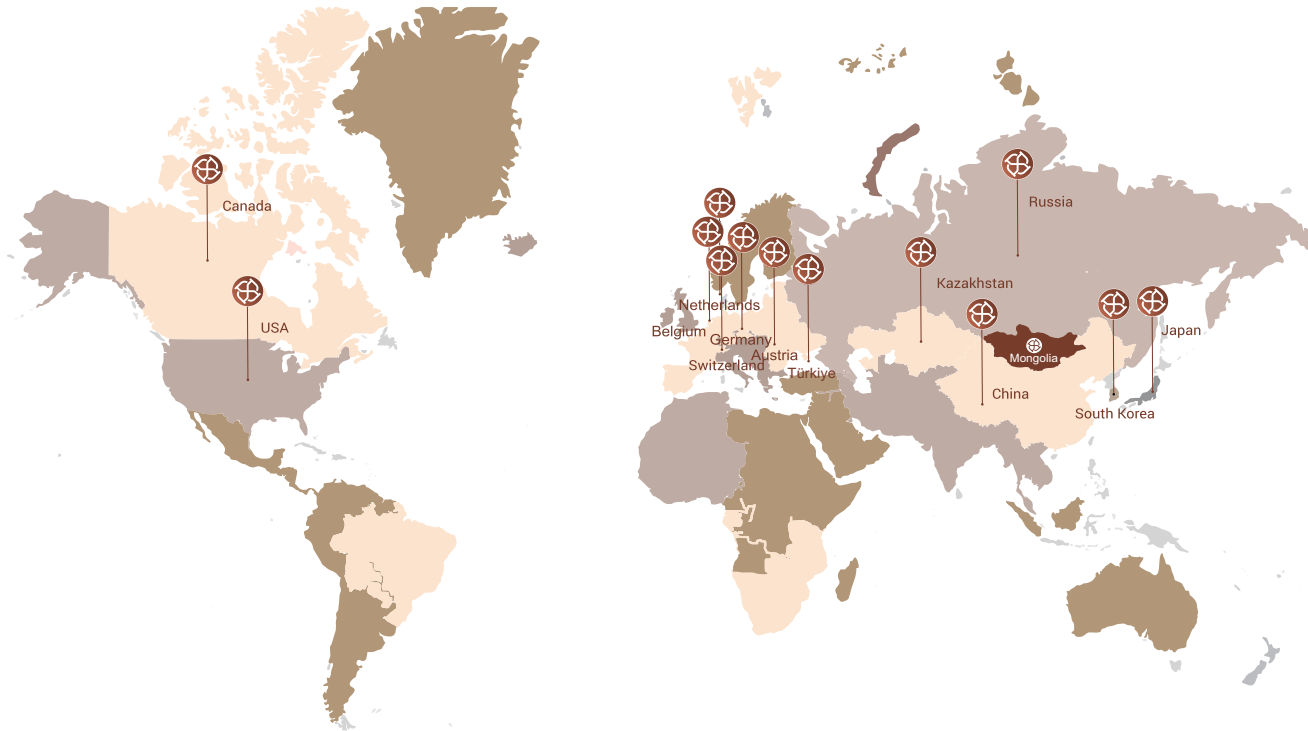 Canada
Russia
Kazakhstan
Netherlands
USA
Belgium
Japan
Germany
Austria
Mongolia
Switzerland
Türkiye
China
South Korea